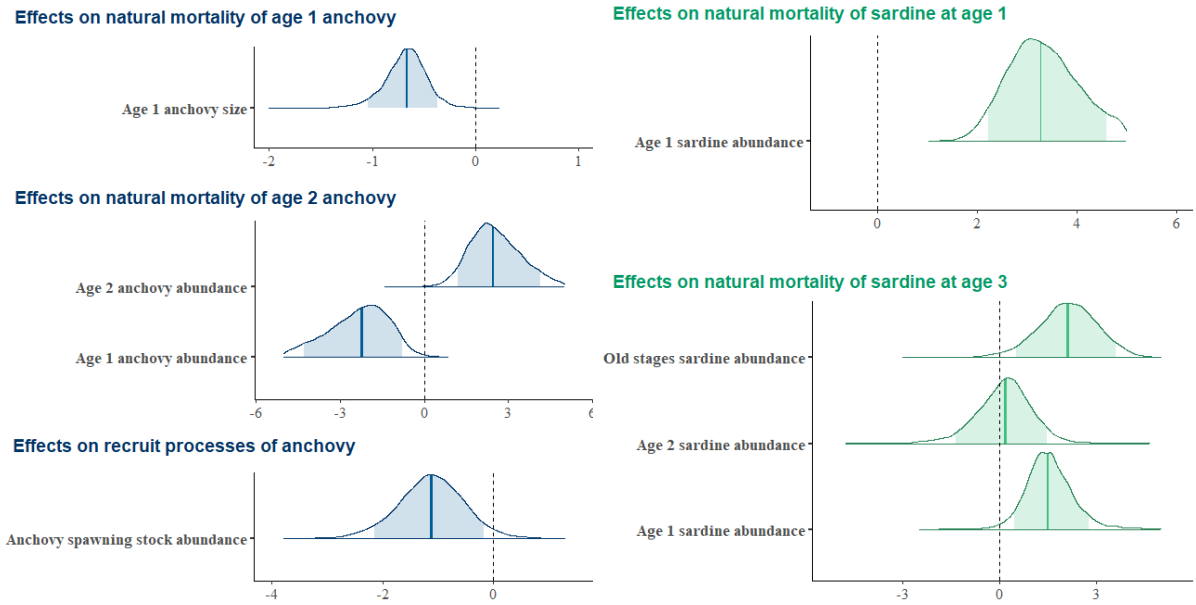 Effects on natural mortality of age 1 anchovy
Age 1 anchovy size
-2 -1 0 1
Effects on natural mortality of age 2 anchovy
Age 2 anchovy abundance
Age 1 anchovy abundance
-6 -3 0 3 6
Effects on recruit processes of anchovy
Anchovy spawning stock abundance
-4 -2 0
Effects on natural mortality of sardine at age 1
Age 1 sardine abundance
0 2 4 6
Effects on natural mortality of sardine at age 3
Old stages sardine abundance
Age 2 sardine abundance
Age 1 sardine abundance
-3 0 3